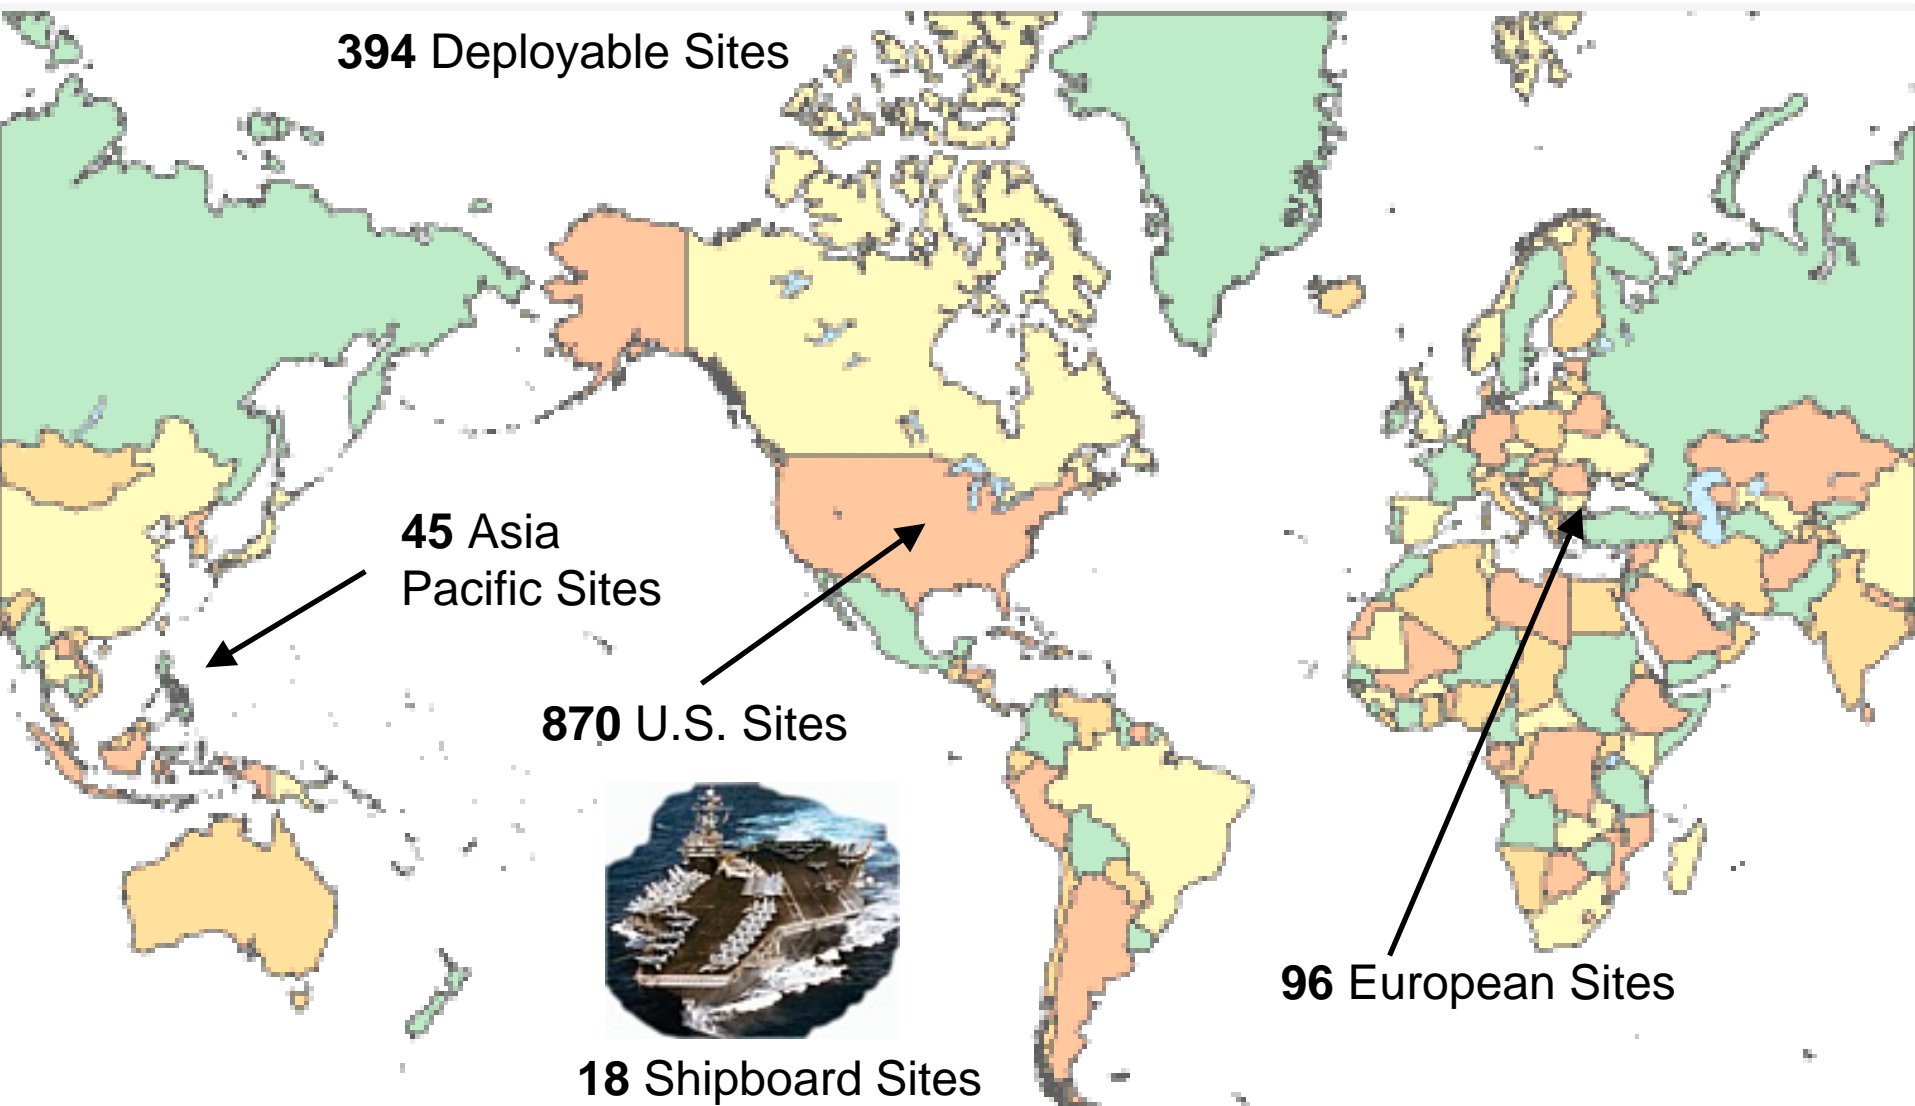 394 Deployable Sites
45 Asia
Pacific Sites
870 U.S. Sites
96 European Sites
18 Shipboard Sites